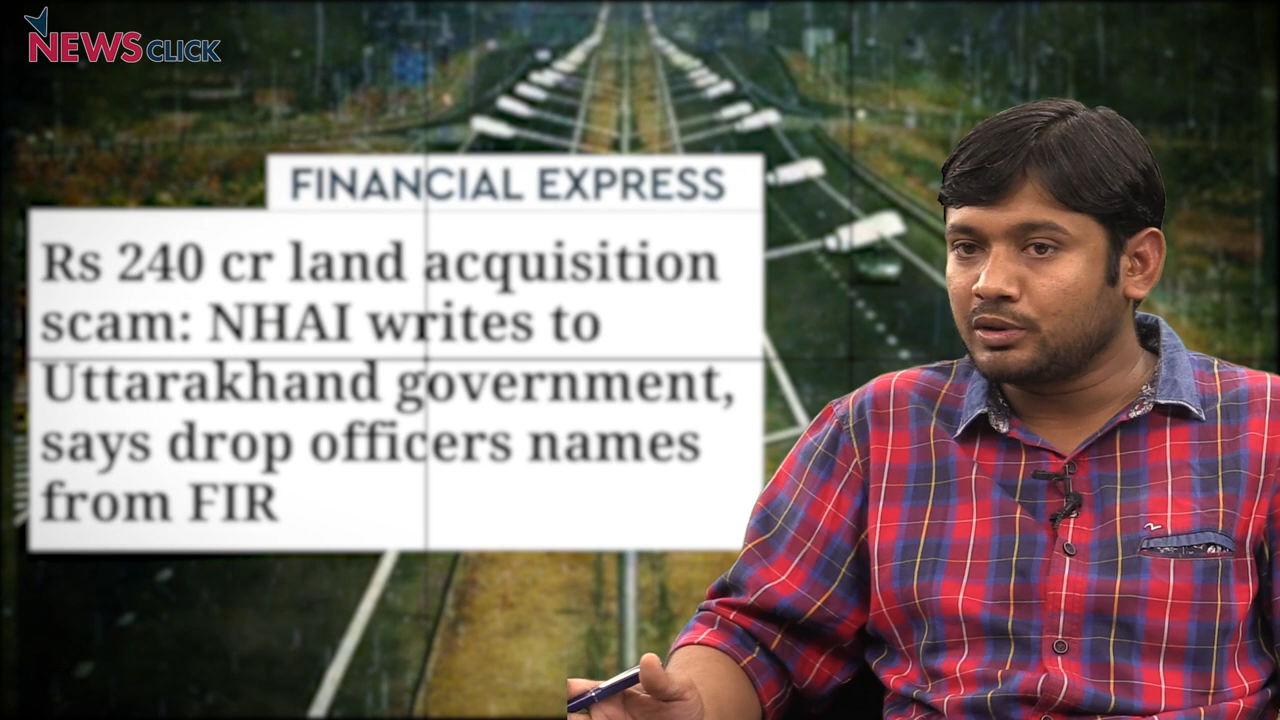 NEWSCLICK
FINANCIAL EXPRESS
Rs 240 cr land acquisition
scam: NHAI writes to
Uttarakhand government,
says drop officers names
from FIR